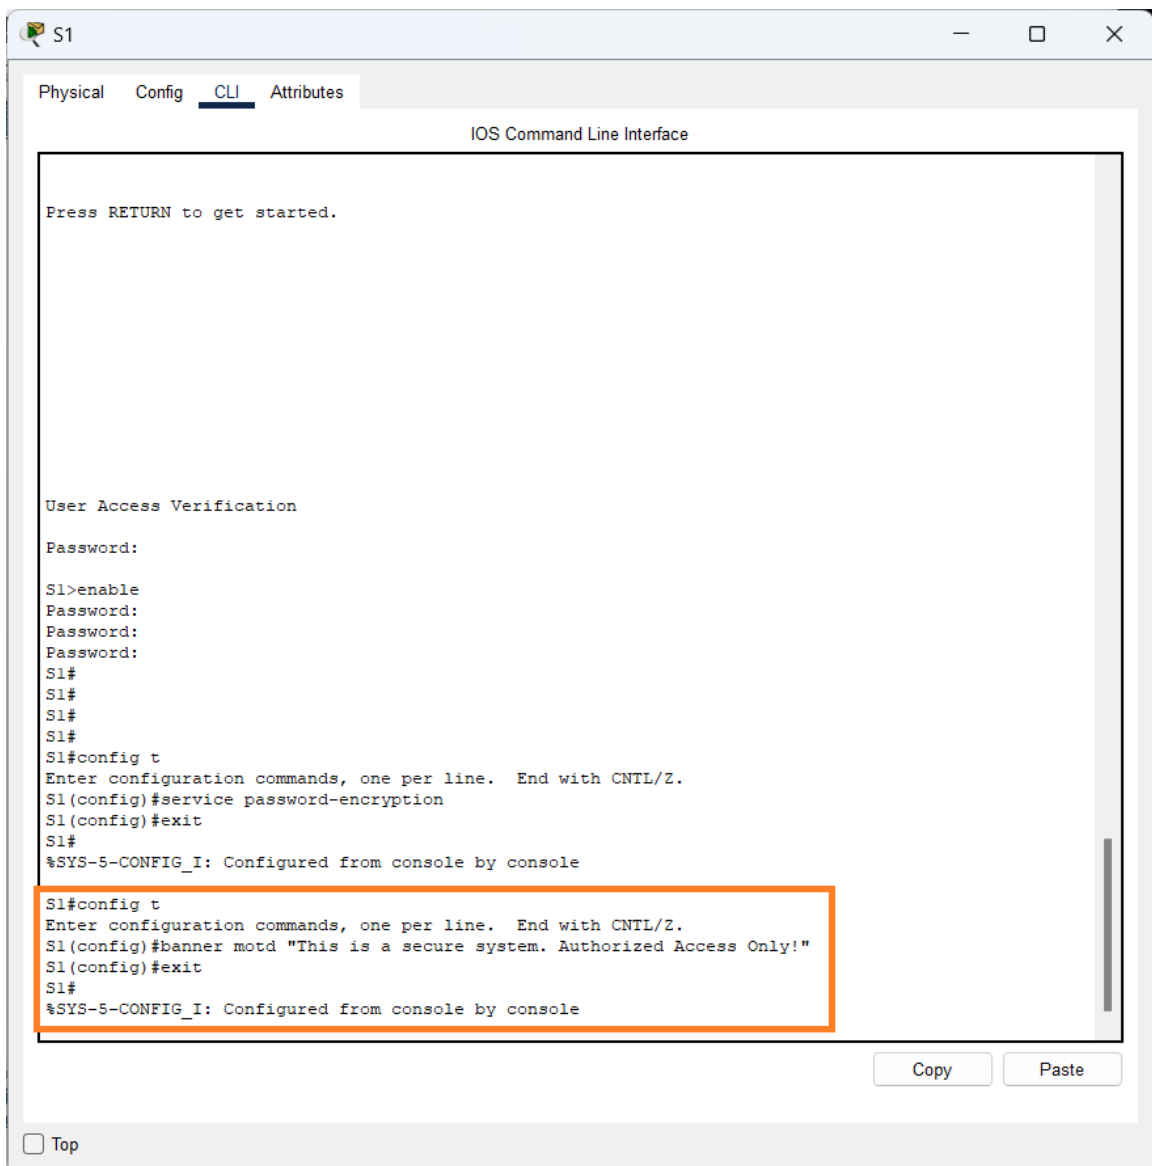 S1
Physical Config CLI Attributes
IOS Command Line Interface
Press RETURN to get started.
User Access Verification
Password:
S1>enable
Password:
Password:
Password:
S1#
S1#
S1#
S1#
S1#config t
Enter configuration commands, one per line.  End with CNTL/Z.
S1(config)#service password-encryption
S1(config)#exit
S1#
%SYS-5-CONFIG_I: Configured from console by console
S1#config t
Enter configuration commands, one per line.  End with CNTL/Z.
S1(config)#banner motd "This is a secure system. Authorized Access Only!"
S1(config)#exit
S1#
%SYS-5-CONFIG_I: Configured from console by console
Copy Paste
Top